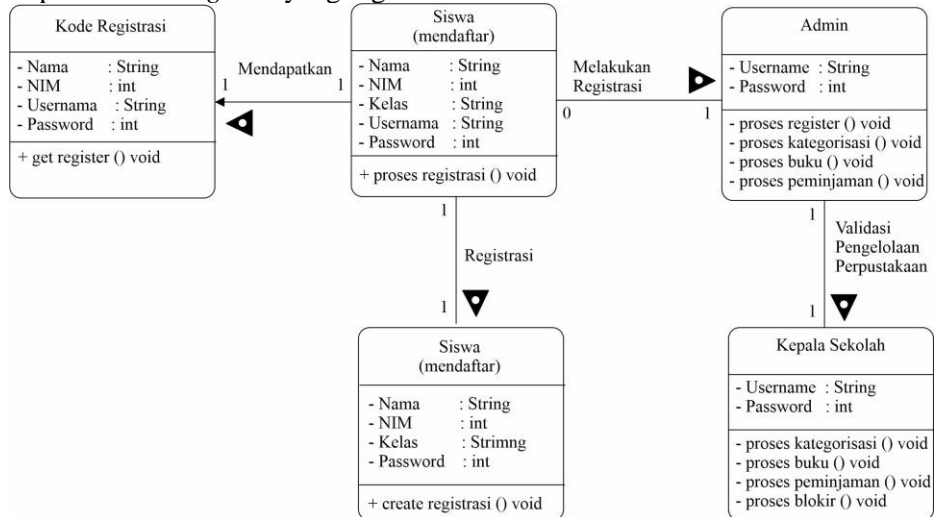 Kode Registrasi
- Nama : String
- NIM : int
- Usernama : String
- Password : int
+ get register () void
1 Mendapatkan 1
Siswa
(mendaftar)
- Nama : String
- NIM : int
- Kelas : String
- Usernama : String
- Password : int
+ proses registrasi () void
Melakukan
Registrasi
0 1
Admin
- Username : String
- Password : int
- proses register () void
- proses kategorisasi () void
- proses buku () void
- proses peminjaman () void
1
Registrasi
1
Siswa
(mendaftar)
- Nama : String
- NIM : int
- Kelas : Strimng
- Password : int
+ create registrasi () void
1
Validasi
Pengelolaan
Perpustakaan
1
Kepala Sekolah
- Username : String
- Password : int
- proses kategorisasi () void
- proses buku () void
- proses peminjaman () void
- proses blokir () void